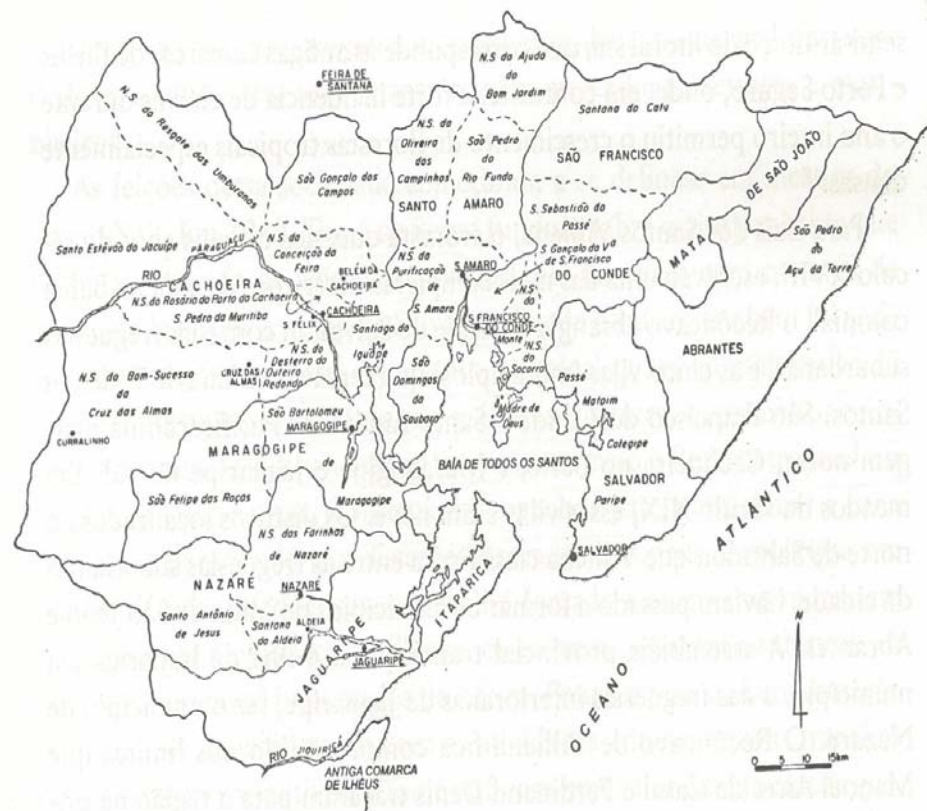 FEIRA DE
SANTANA
N.S. da Ajuda
do
Bom Jardim
Santana do Catu
N.S. do Resgate
das Umburanas
N.S. da
Oliveira
dos
Campinhos
São Pedro
do
Rio Fundo
São Gonçalo dos
Campos
SÃO FRANCISCO
SANTO
AMARO
MATA DE SÃO JOÃO
S. Sebastião do
Passé
São Pedro
do
Açu da Torre
Santo Estêvão do Jacuípe
PARAGUAÇU
N.S. da
Conceição da
Feira
BELÉM
CACHOEIRA
N.S. da
Purificação
S. AMARO
S. Gonçalo da Va
de S. Francisco
DO CONDE
RIO
CACHOEIRA
N.S. do Rosário do Porto da Cachoeira
S. Pedro da Muritiba
S. FÉLIX
CACHOEIRA
S. Amaro
Santiago do
Iguape
S. FRANCISCO
DO CONDE
N.S. do
Monte
N.S. do
Socorro
ABRANTES
N.S. do Bom-Sucesso
da
Cruz das Almas
CRUZ DAS
ALMAS
N.S. do
Desterro do
Outeiro
Redondo
São
Domingos
da
Saubara
Madre de
Deus
Passé
Matoim
Cotegipe
CURRALINHO
São Bartolomeu
MARAGOGIPE
MARAGOGIPE
BAÍA DE TODOS OS SANTOS
SALVADOR
Paripe
São Felipe das Roças
Maragogipe
N.S. das Farinhas
de Nazaré
SALVADOR
ATLÂNTICO
NAZARÉ
NAZARÉ
Santo Antônio
de Jesus
Santana
da Aldeia
ALDEIA
ITAPARICA
JAGUARIPE
JAGUARIPE
OCEANO
RIO JIQUIRIÇÁ
ANTIGA COMARCA
DE ILHÉUS
0 5 10 15km